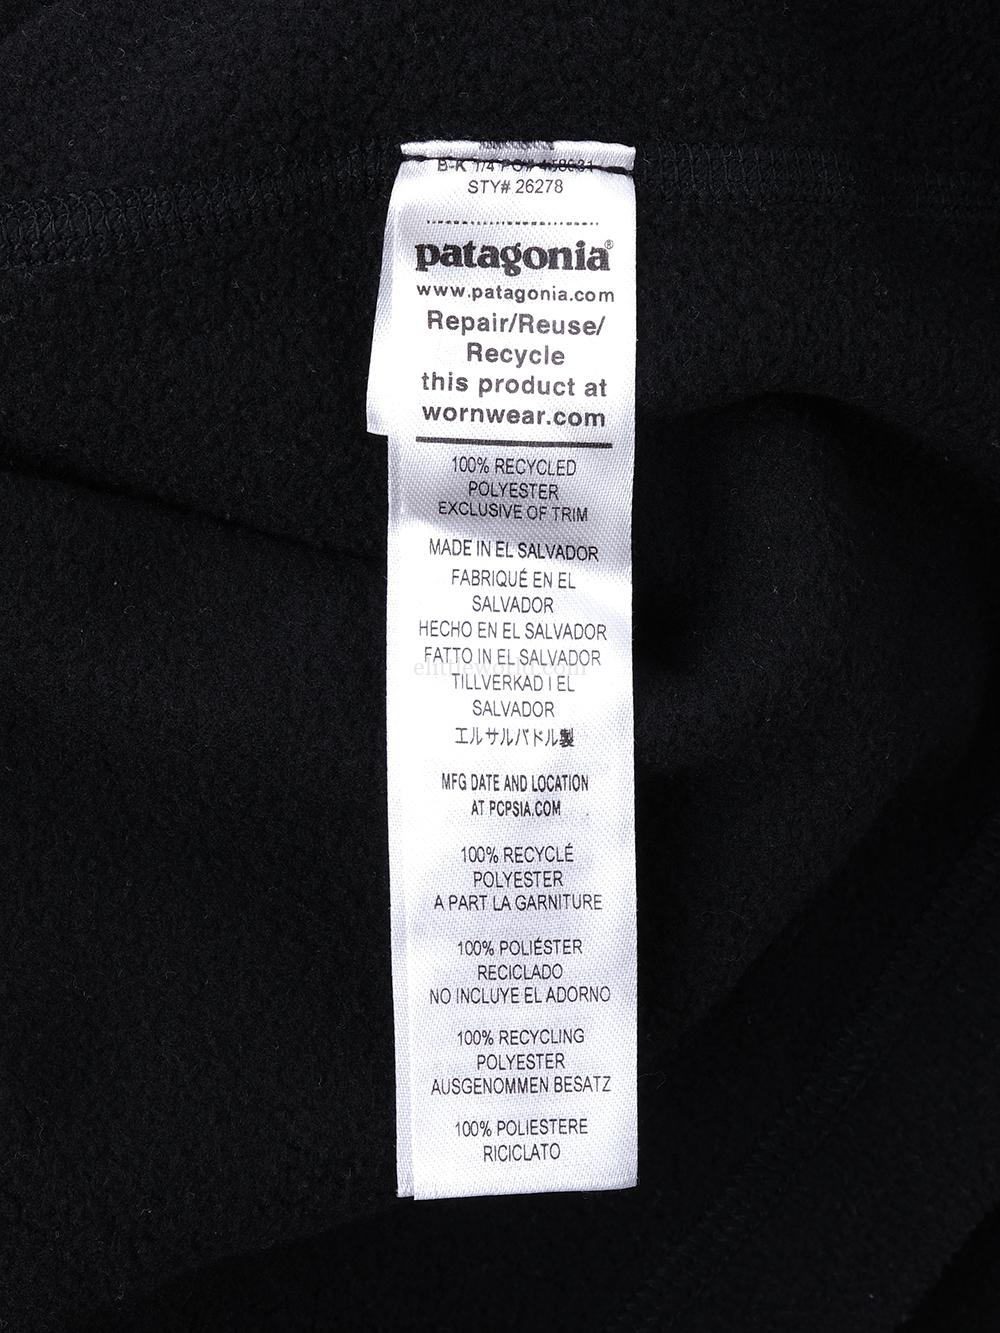 B-K 1/4 PO#
STY# 26278
patagonia®
www.patagonia.com
Repair/Reuse/
Recycle
this product at
wornwear.com
100% RECYCLED
POLYESTER
EXCLUSIVE OF TRIM
MADE IN EL SALVADOR
FABRIQUÉ EN EL
SALVADOR
HECHO EN EL SALVADOR
FATTO IN EL SALVADOR
TILLVERKAD I EL
SALVADOR
エルサルバドル製
MFG DATE AND LOCATION
AT PCPSIA.COM
100% RECYCLÉ
POLYESTER
A PART LA GARNITURE
100% POLIÉSTER
RECICLADO
NO INCLUYE EL ADORNO
100% RECYCLING
POLYESTER
AUSGENOMMEN BESATZ
100% POLIESTERE
RICICLATO